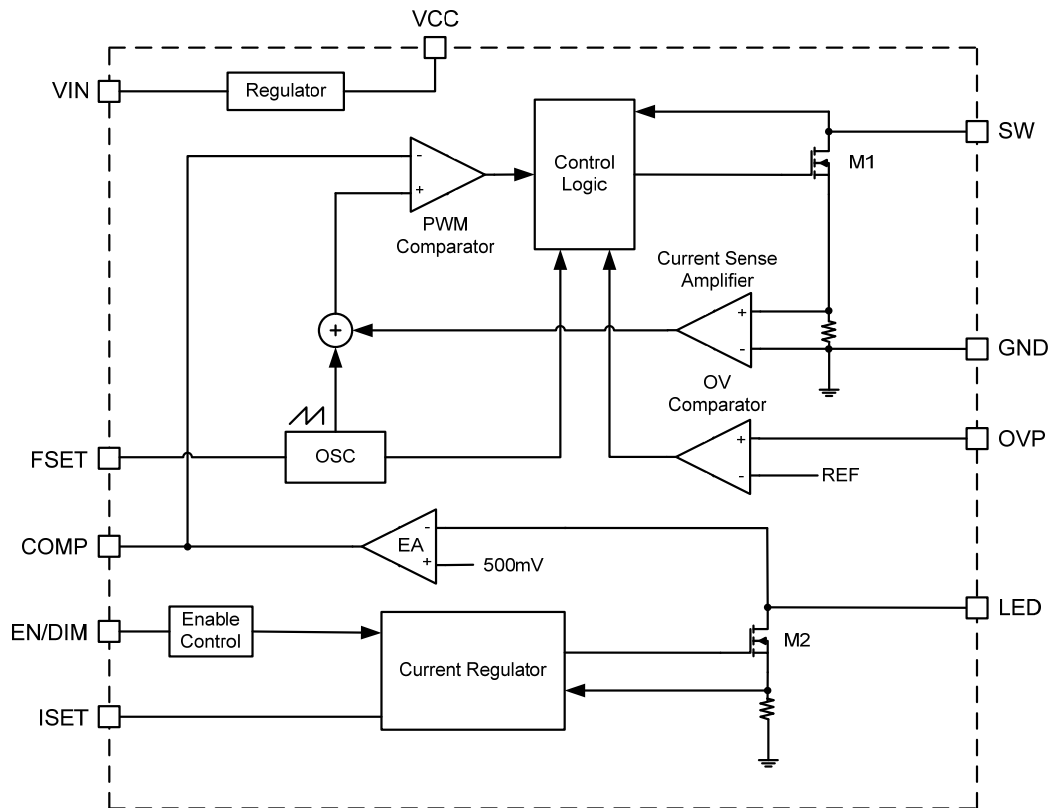 VCC
VIN
Regulator
SW
Control
Logic
M1
-
+
PWM
Comparator
Current Sense
Amplifier
+
-
+
GND
OV
Comparator
OVP
+
-
REF
FSET
OSC
COMP
EA
-
+
500mV
LED
EN/DIM
Enable
Control
M2
Current Regulator
ISET